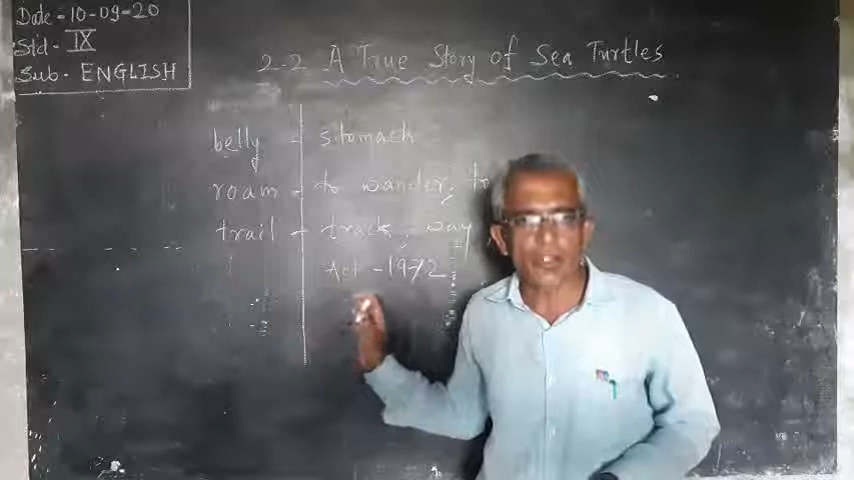 Date = 10-09-20
Std - IX
Sub - ENGLISH
2-2 A True Story of Sea Turtles
belly - stomach
roam - to wander, to
trail - track, way
Act - 1972